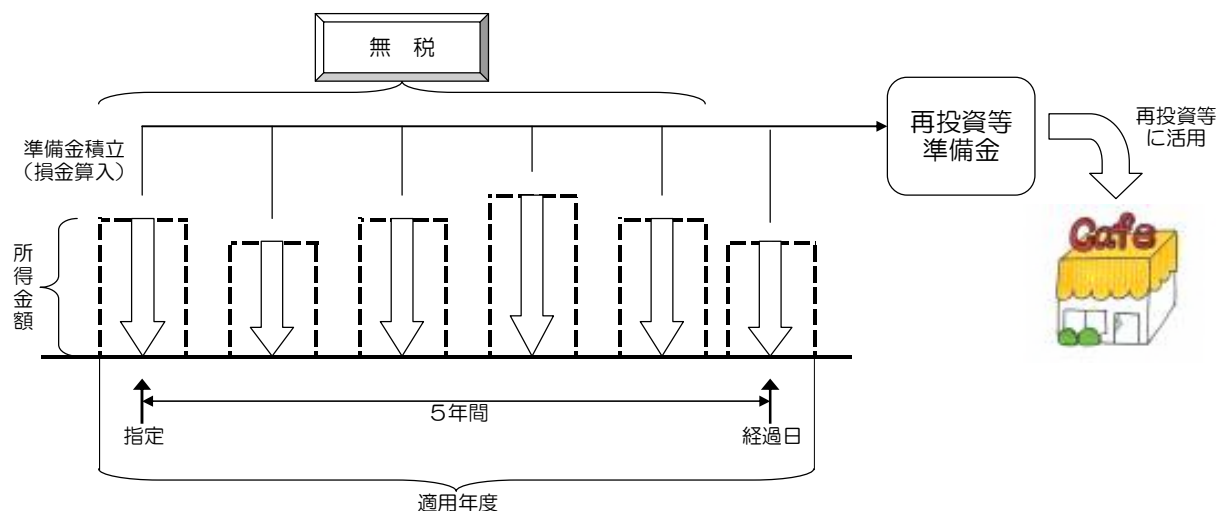 無 税
準備金積立
（損金算入）
再投資等
準備金
再投資等
に活用
Cafe
所得金額
5年間
指定
経過日
適用年度